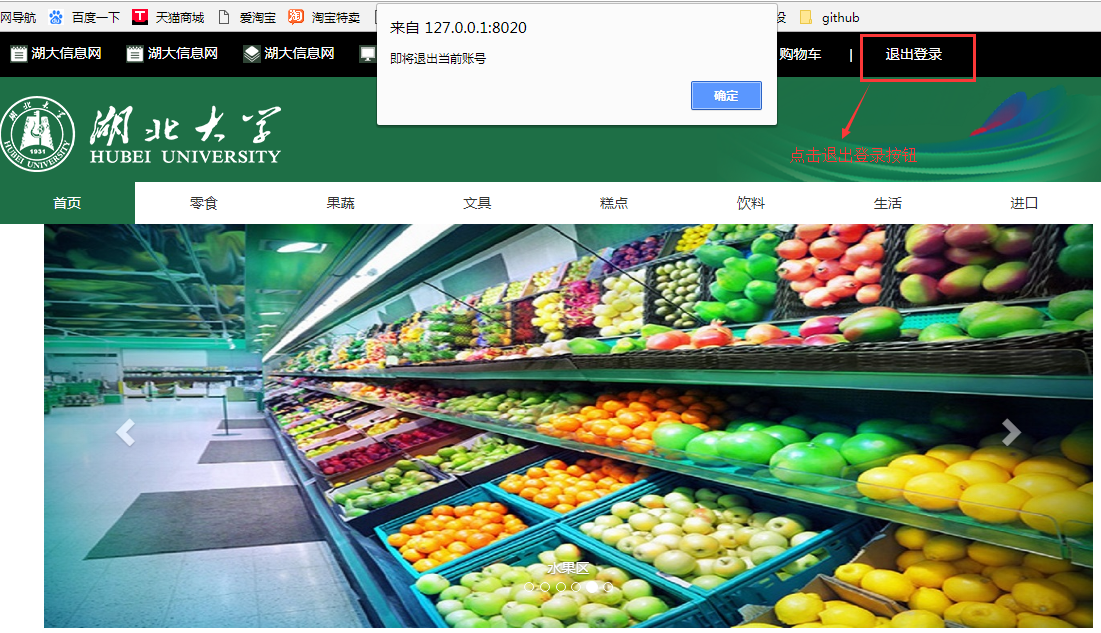 网导航 百度一下 天猫商城 爱淘宝 淘宝特卖 github
来自 127.0.0.1:8020
即将退出当前账号
确定
湖大信息网 湖大信息网 湖大信息网 购物车 | 退出登录
点击退出登录按钮
湖北大学
HUBEI UNIVERSITY
1931
首页 零食 果蔬 文具 糕点 饮料 生活 进口
水果区